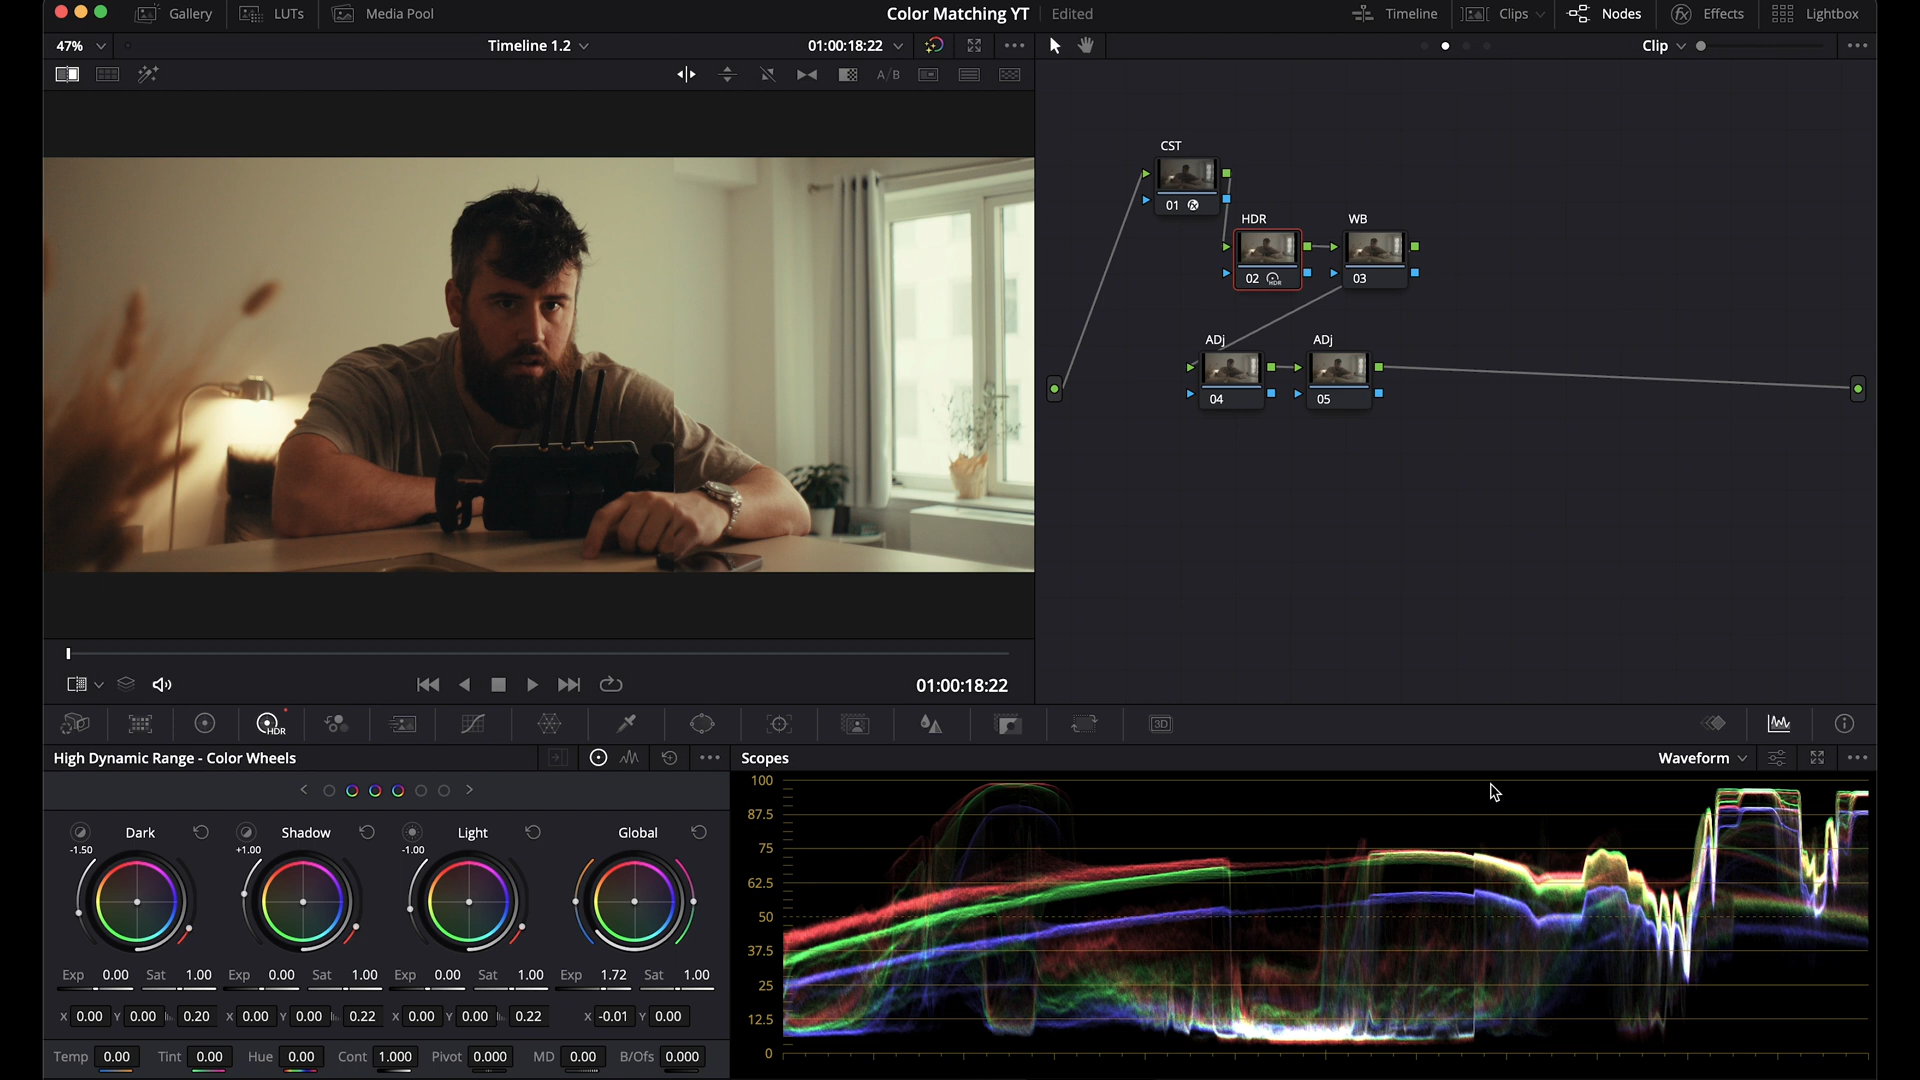 Gallery LUTs Media Pool Color Matching YT Edited Timeline Clips Nodes Effects Lightbox
47% Timeline 1.2 01:00:18:22 Clip
A/B
CST
01
HDR WB
02 HDR 03
ADj ADj
04 05
01:00:18:22
HDR 3D
High Dynamic Range - Color Wheels Scopes Waveform
Dark Shadow Light Global
-1.50 +1.00 -1.00
Exp 0.00 Sat 1.00 Exp 0.00 Sat 1.00 Exp 0.00 Sat 1.00 Exp 1.72 Sat 1.00
X 0.00 Y 0.00 0.20 X 0.00 Y 0.00 0.22 X 0.00 Y 0.00 0.22 X -0.01 Y 0.00
Temp 0.00 Tint 0.00 Hue 0.00 Cont 1.000 Pivot 0.000 MD 0.00 B/Ofs 0.000
100
87.5
75
62.5
50
37.5
25
12.5
0